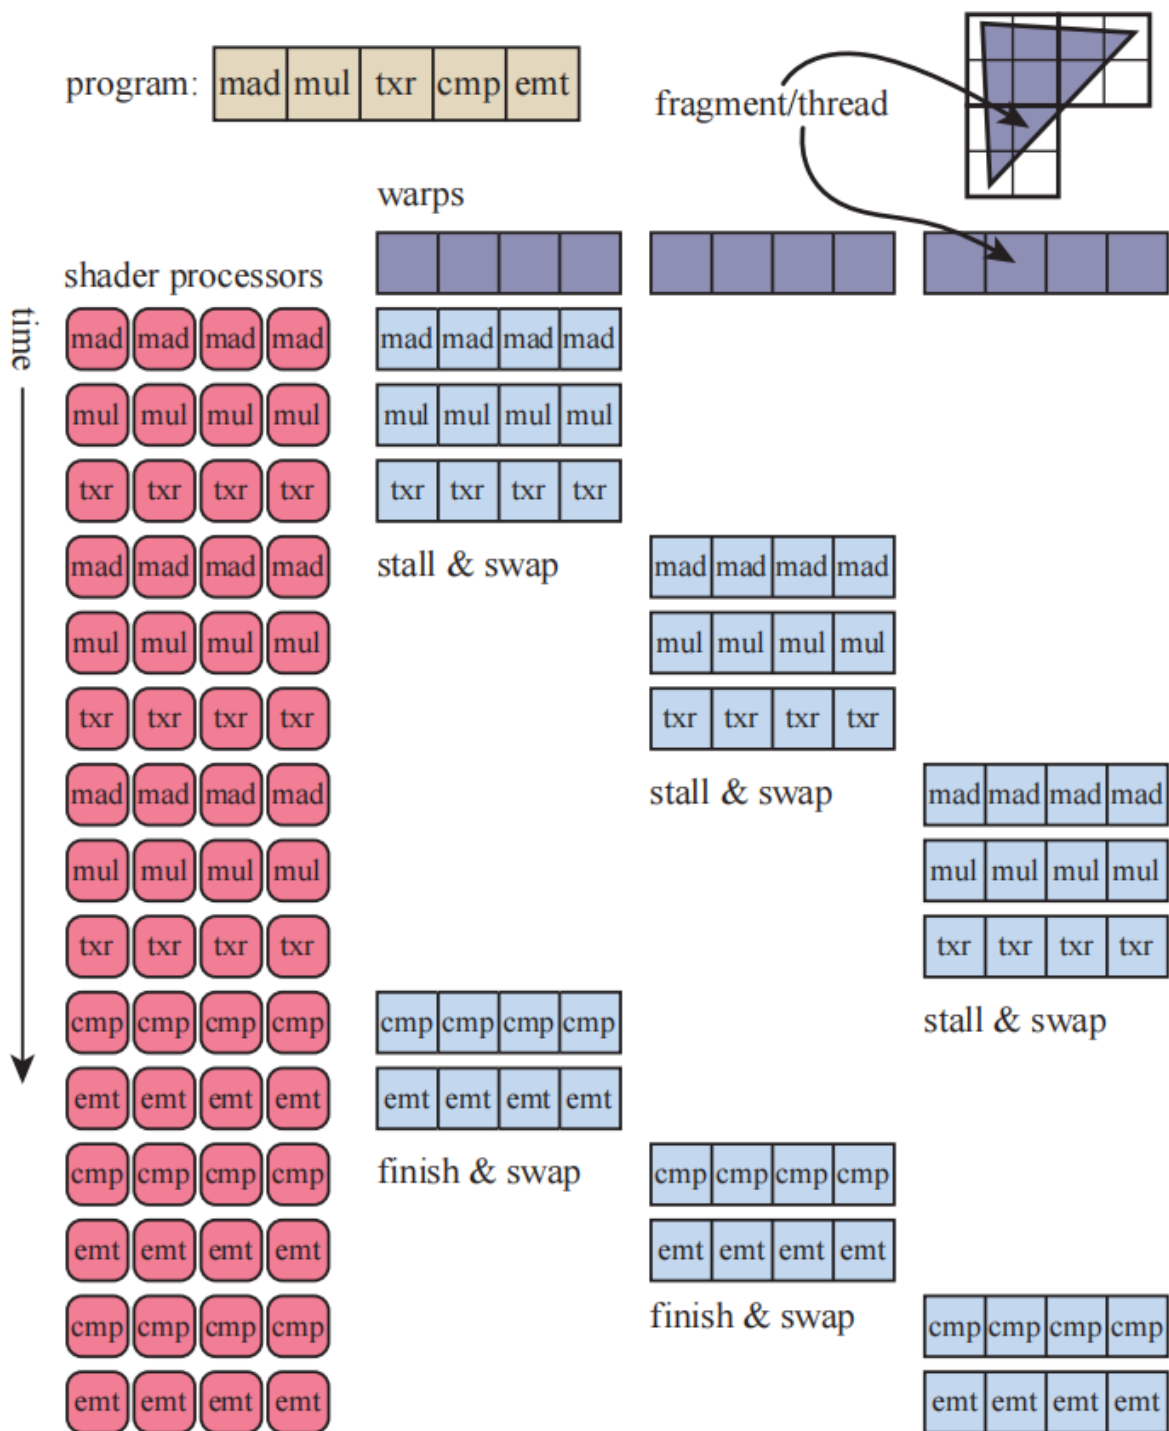 program: mad mul txr cmp emt
fragment/thread
warps
shader processors
time
mad mad mad mad mad mad mad mad
mul mul mul mul mul mul mul mul
txr txr txr txr txr txr txr txr
mad mad mad mad stall & swap mad mad mad mad
mul mul mul mul mul mul mul mul
txr txr txr txr txr txr txr txr
mad mad mad mad stall & swap mad mad mad mad
mul mul mul mul mul mul mul mul
txr txr txr txr txr txr txr txr
cmp cmp cmp cmp cmp cmp cmp cmp stall & swap
emt emt emt emt emt emt emt emt
cmp cmp cmp cmp finish & swap cmp cmp cmp cmp
emt emt emt emt emt emt emt emt
cmp cmp cmp cmp finish & swap cmp cmp cmp cmp
emt emt emt emt emt emt emt emt